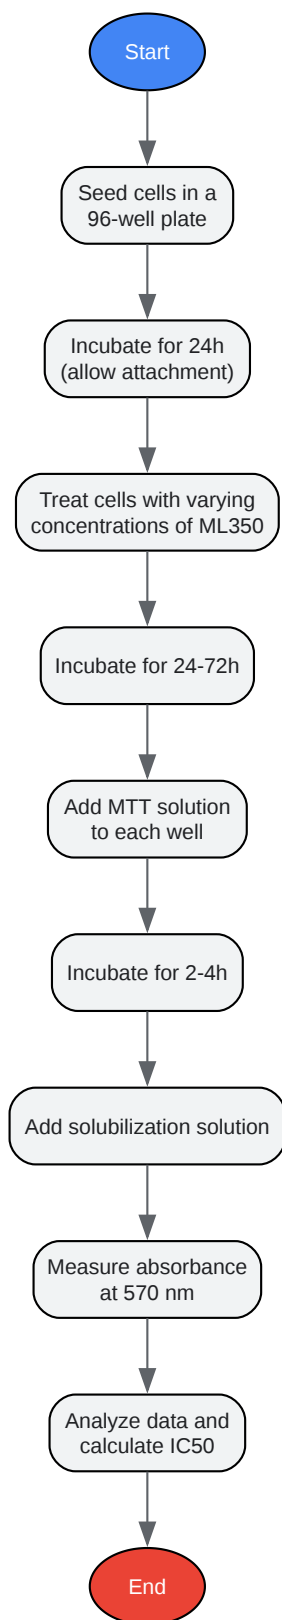 Start
Seed cells in a
96-well plate
Incubate for 24h
(allow attachment)
Treat cells with varying
concentrations of ML350
Incubate for 24-72h
Add MTT solution
to each well
Incubate for 2-4h
Add solubilization solution
Measure absorbance
at 570 nm
Analyze data and
calculate IC50
End